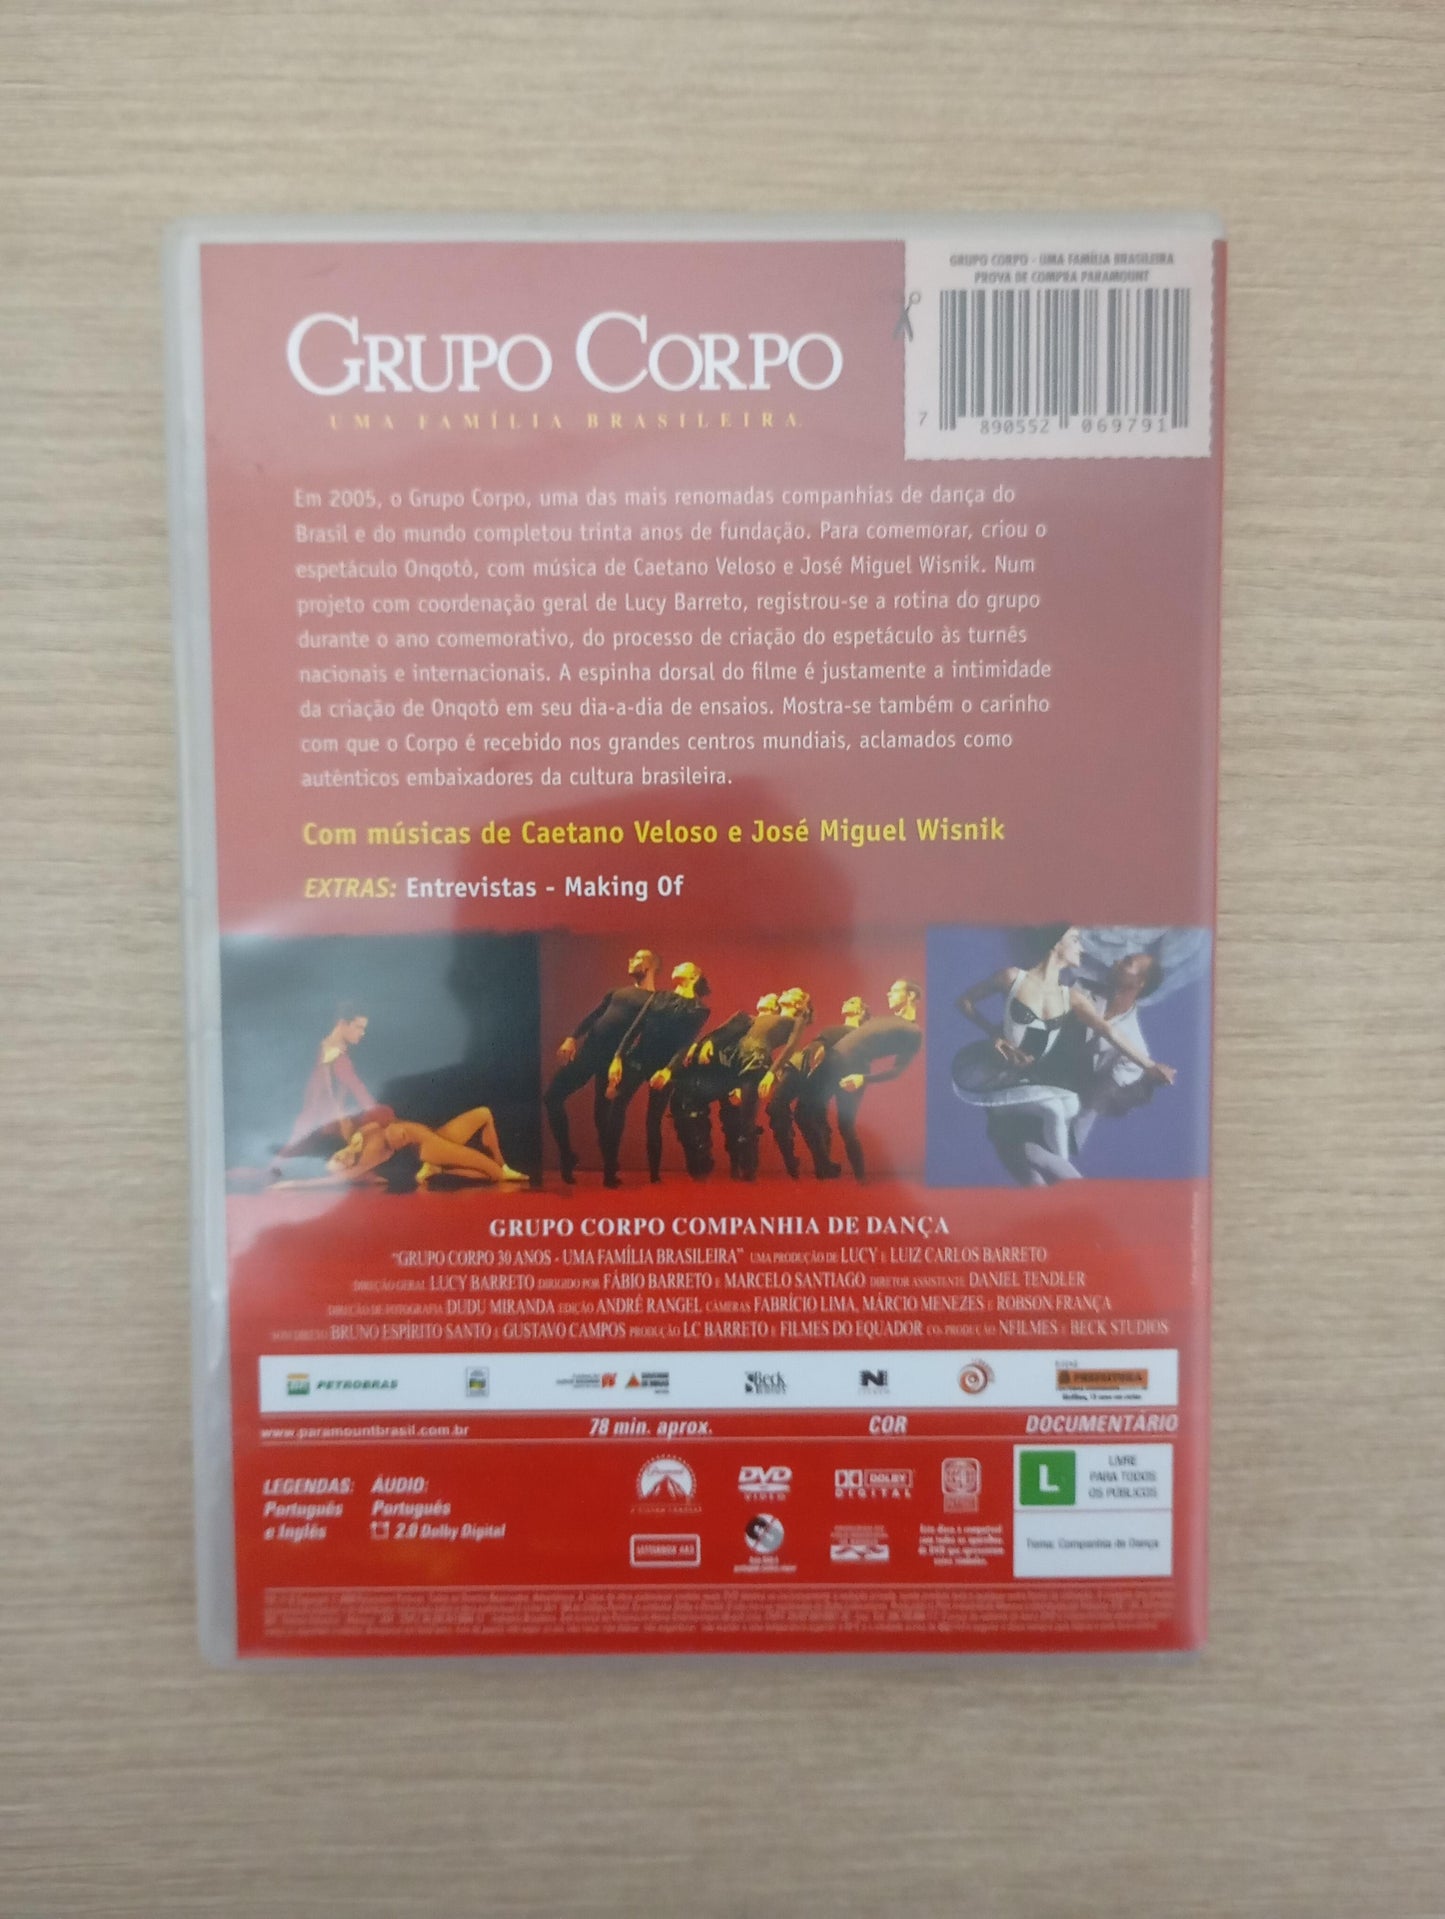 GRUPO CORPO - UMA FAMÍLIA BRASILEIRA
PROVA DE COMPRA PARAMOUNT
7 890552 069791
GRUPO CORPO
UMA FAMÍLIA BRASILEIRA
Em 2005, o Grupo Corpo, uma das mais renomadas companhias de dança do
Brasil e do mundo completou trinta anos de fundação. Para comemorar, criou o
espetáculo Onqotô, com música de Caetano Veloso e José Miguel Wisnik. Num
projeto com coordenação geral de Lucy Barreto, registrou-se a rotina do grupo
durante o ano comemorativo, do processo de criação do espetáculo às turnês
nacionais e internacionais. A espinha dorsal do filme é justamente a intimidade
da criação de Onqotô em seu dia-a-dia de ensaios. Mostra-se também o carinho
com que o Corpo é recebido nos grandes centros mundiais, aclamados como
autênticos embaixadores da cultura brasileira.
Com músicas de Caetano Veloso e José Miguel Wisnik
EXTRAS: Entrevistas - Making Of
GRUPO CORPO COMPANHIA DE DANÇA
"GRUPO CORPO 30 ANOS - UMA FAMÍLIA BRASILEIRA" UMA PRODUÇÃO DE LUCY E LUIZ CARLOS BARRETO
DIREÇÃO GERAL LUCY BARRETO DIRIGIDO POR FÁBIO BARRETO E MARCELO SANTIAGO DIRETOR ASSISTENTE DANIEL TENDLER
DIREÇÃO DE FOTOGRAFIA DUDU MIRANDA EDIÇÃO ANDRÉ RANGEL CÂMERAS FABRÍCIO LIMA, MÁRCIO MENEZES E ROBSON FRANÇA
SOM DIRETO BRUNO ESPÍRITO SANTO E GUSTAVO CAMPOS PRODUÇÃO LC BARRETO E FILMES DO EQUADOR CO-PRODUÇÃO NFILMES E BECK STUDIOS
BR PETROBRAS Beck N PREFEITURA
www.paramountbrasil.com.br 78 min. aprox. COR DOCUMENTÁRIO
LEGENDAS: ÁUDIO:
Português Português
e Inglês 2.0 Dolby Digital
Paramount DVD VIDEO DOLBY DIGITAL
LETTERBOX 4x3
L LIVRE
PARA TODOS
OS PÚBLICOS
Tema: Companhia de Dança